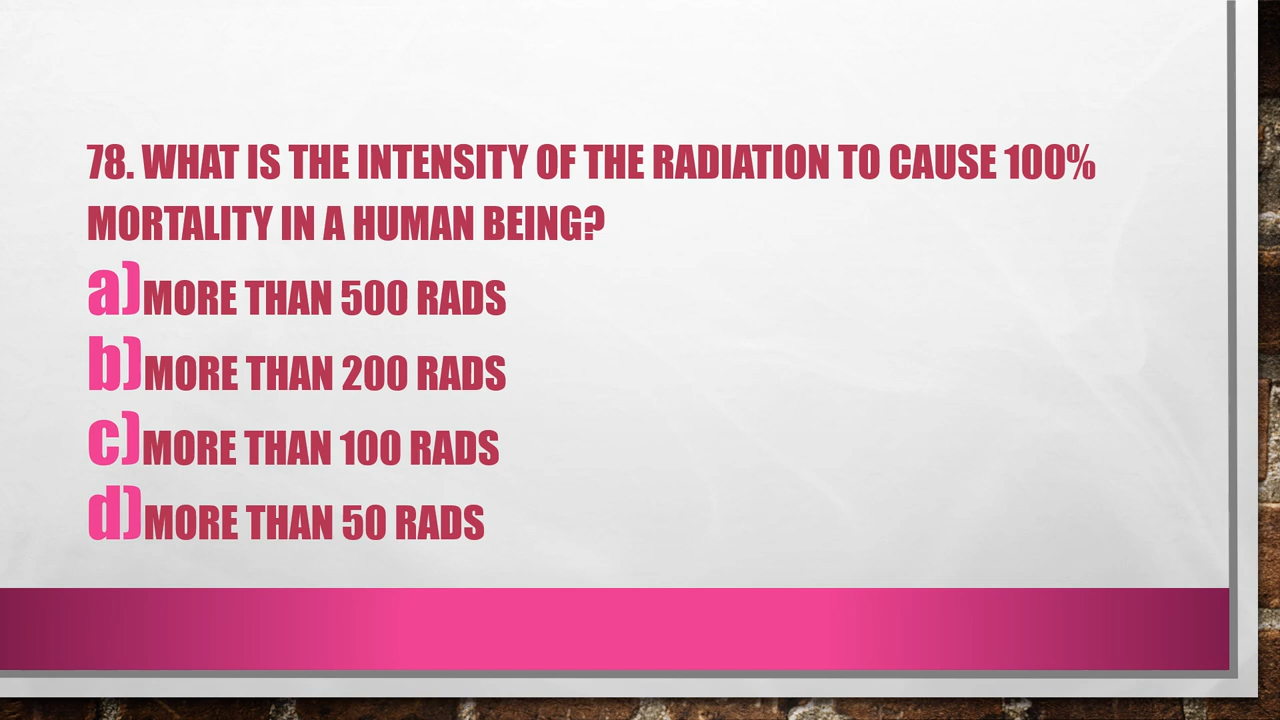 78. WHAT IS THE INTENSITY OF THE RADIATION TO CAUSE 100%
MORTALITY IN A HUMAN BEING?
a)MORE THAN 500 RADS
b)MORE THAN 200 RADS
c)MORE THAN 100 RADS
d)MORE THAN 50 RADS